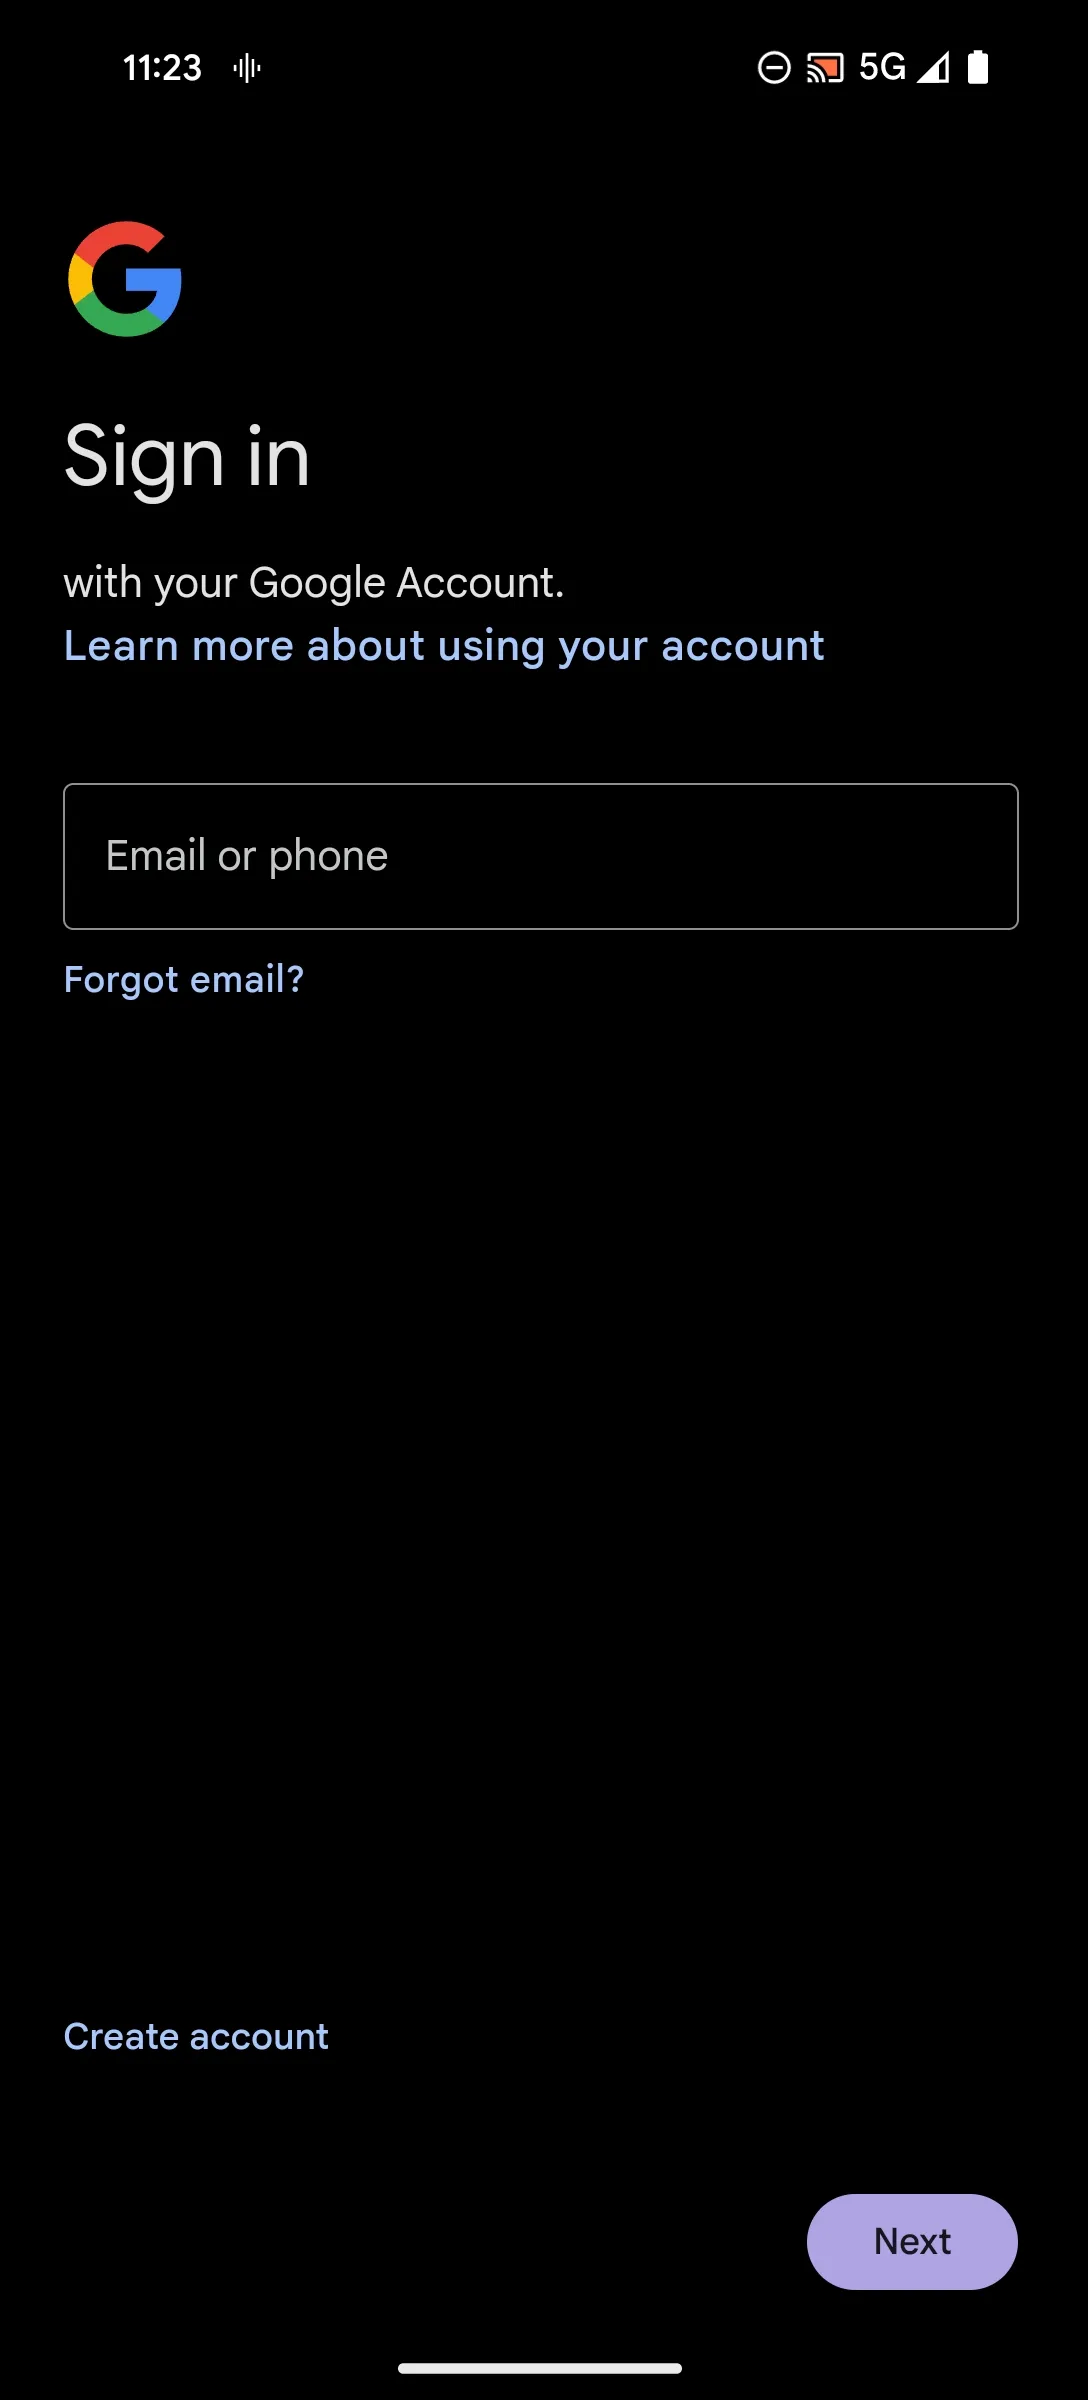 11:23
5G
Sign in
with your Google Account.
Learn more about using your account
Email or phone
Forgot email?
Create account
Next